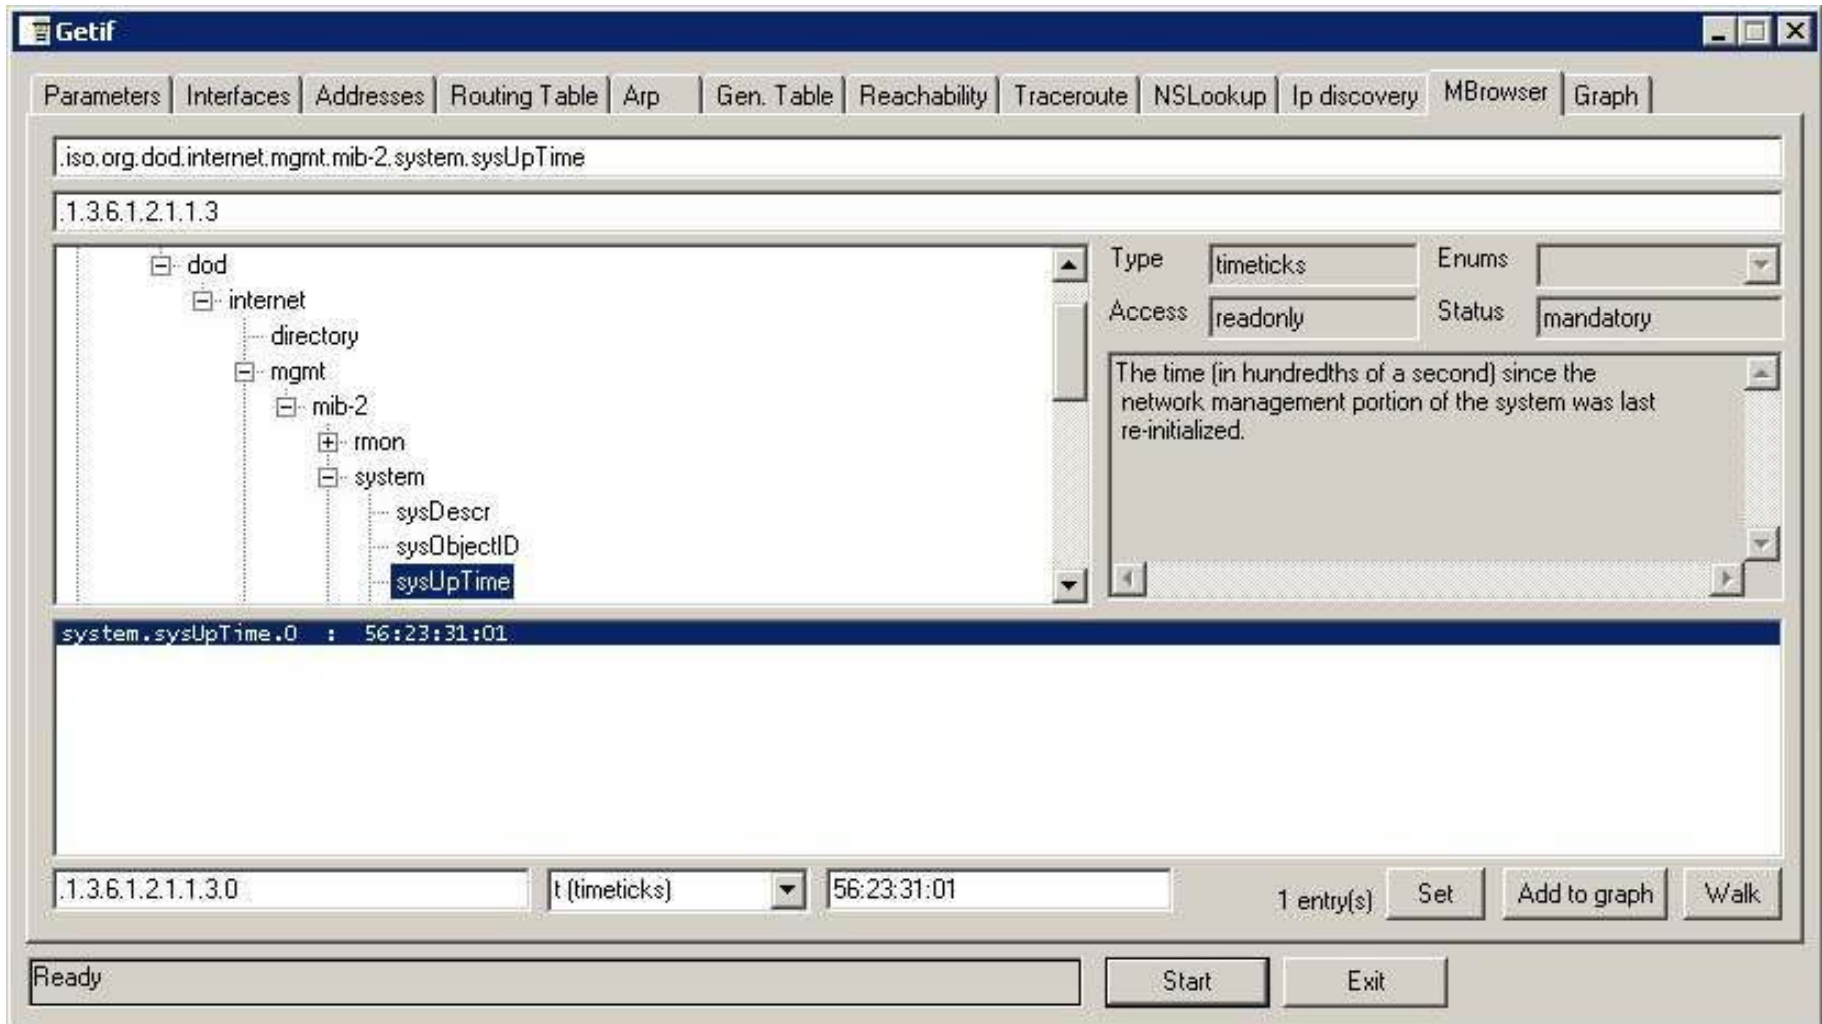 Getif
Parameters Interfaces Addresses Routing Table Arp Gen. Table Reachability Traceroute NSLookup Ip discovery MBrowser Graph
.iso.org.dod.internet.mgmt.mib-2.system.sysUpTime
.1.3.6.1.2.1.1.3
dod
internet
directory
mgmt
mib-2
rmon
system
sysDescr
sysObjectID
sysUpTime
Type timeticks Enums
Access readonly Status mandatory
The time (in hundredths of a second) since the
network management portion of the system was last
re-initialized.
system.sysUpTime.0 : 56:23:31:01
.1.3.6.1.2.1.1.3.0 t (timeticks) 56:23:31:01 1 entry(s) Set Add to graph Walk
Ready Start Exit